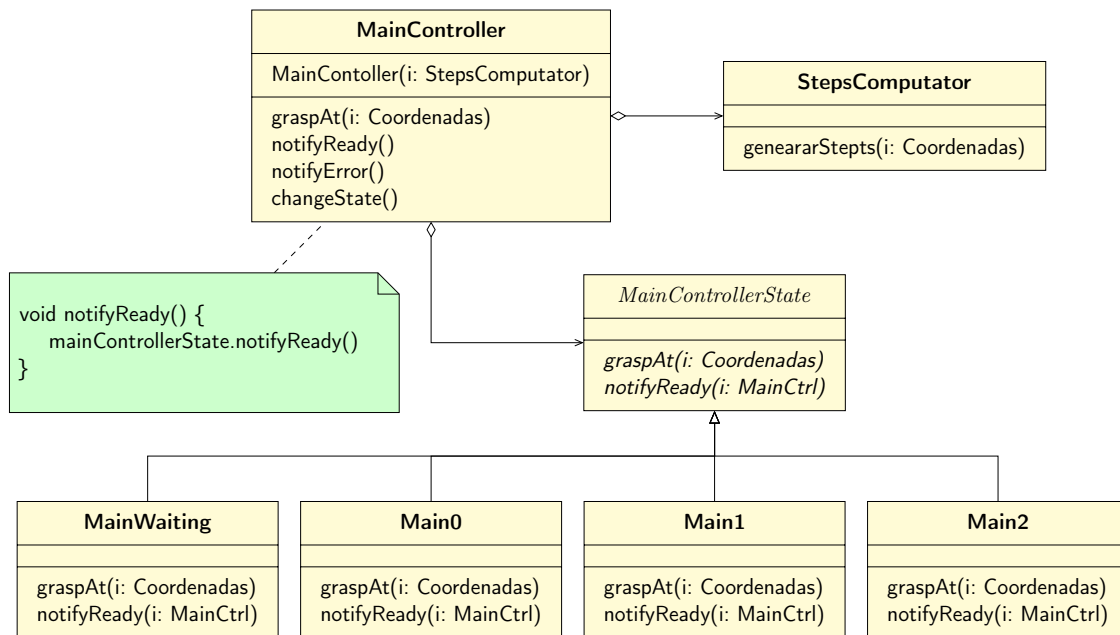 MainController
MainContoller(i: StepsComputator)
graspAt(i: Coordenadas)
notifyReady()
notifyError()
changeState()
StepsComputator
geneararStepts(i: Coordenadas)
void notifyReady() {
mainControllerState.notifyReady()
}
MainControllerState
graspAt(i: Coordenadas)
notifyReady(i: MainCtrl)
MainWaiting
graspAt(i: Coordenadas)
notifyReady(i: MainCtrl)
Main0
graspAt(i: Coordenadas)
notifyReady(i: MainCtrl)
Main1
graspAt(i: Coordenadas)
notifyReady(i: MainCtrl)
Main2
graspAt(i: Coordenadas)
notifyReady(i: MainCtrl)